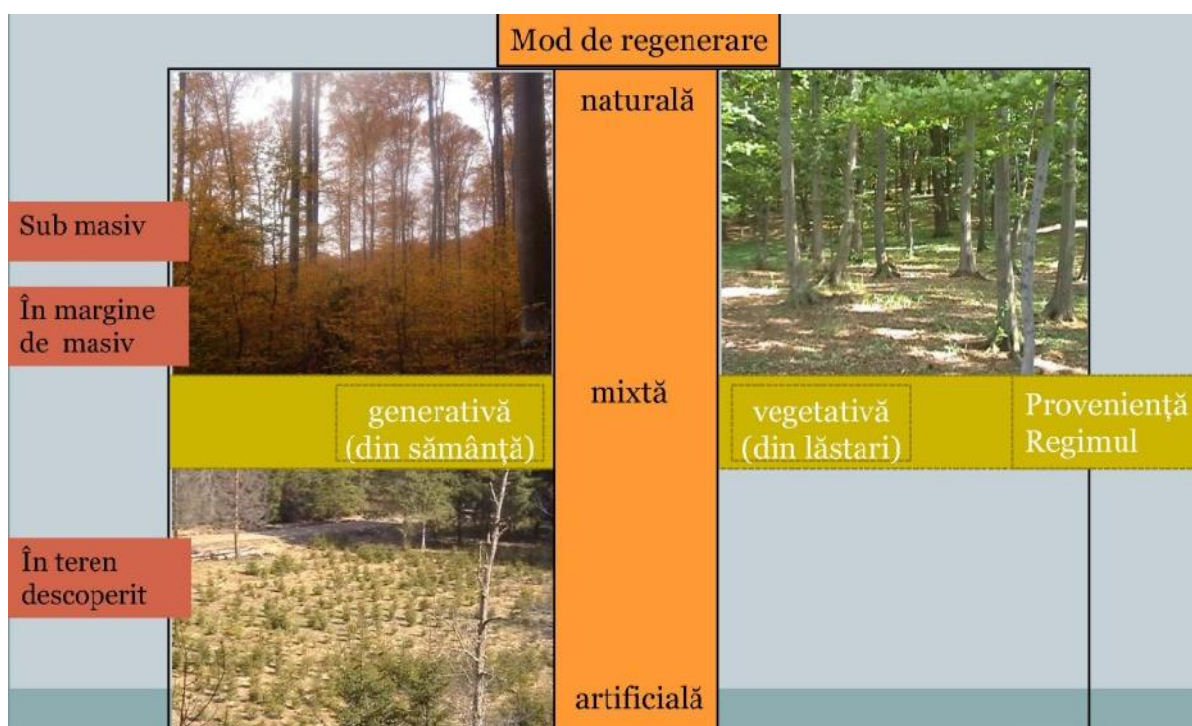 Mod de regenerare
naturală
Sub masiv
În margine
de masiv
mixtă
generativă
(din sămânță)
vegetativă
(din lăstari)
Proveniență
Regimul
În teren
descoperit
artificială